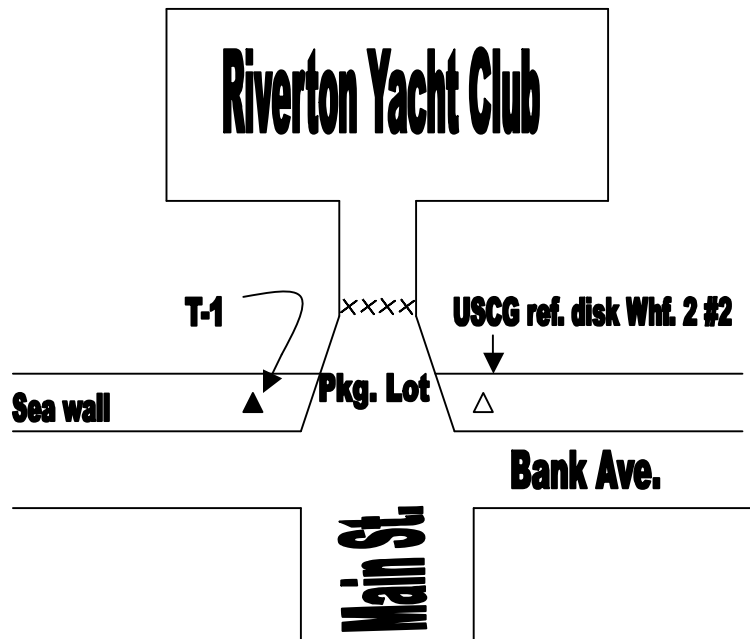 Riverton Yacht Club
T-1
USCG ref. disk Whf. 2 #2
Pkg. Lot
Sea wall
Bank Ave.
Main St.